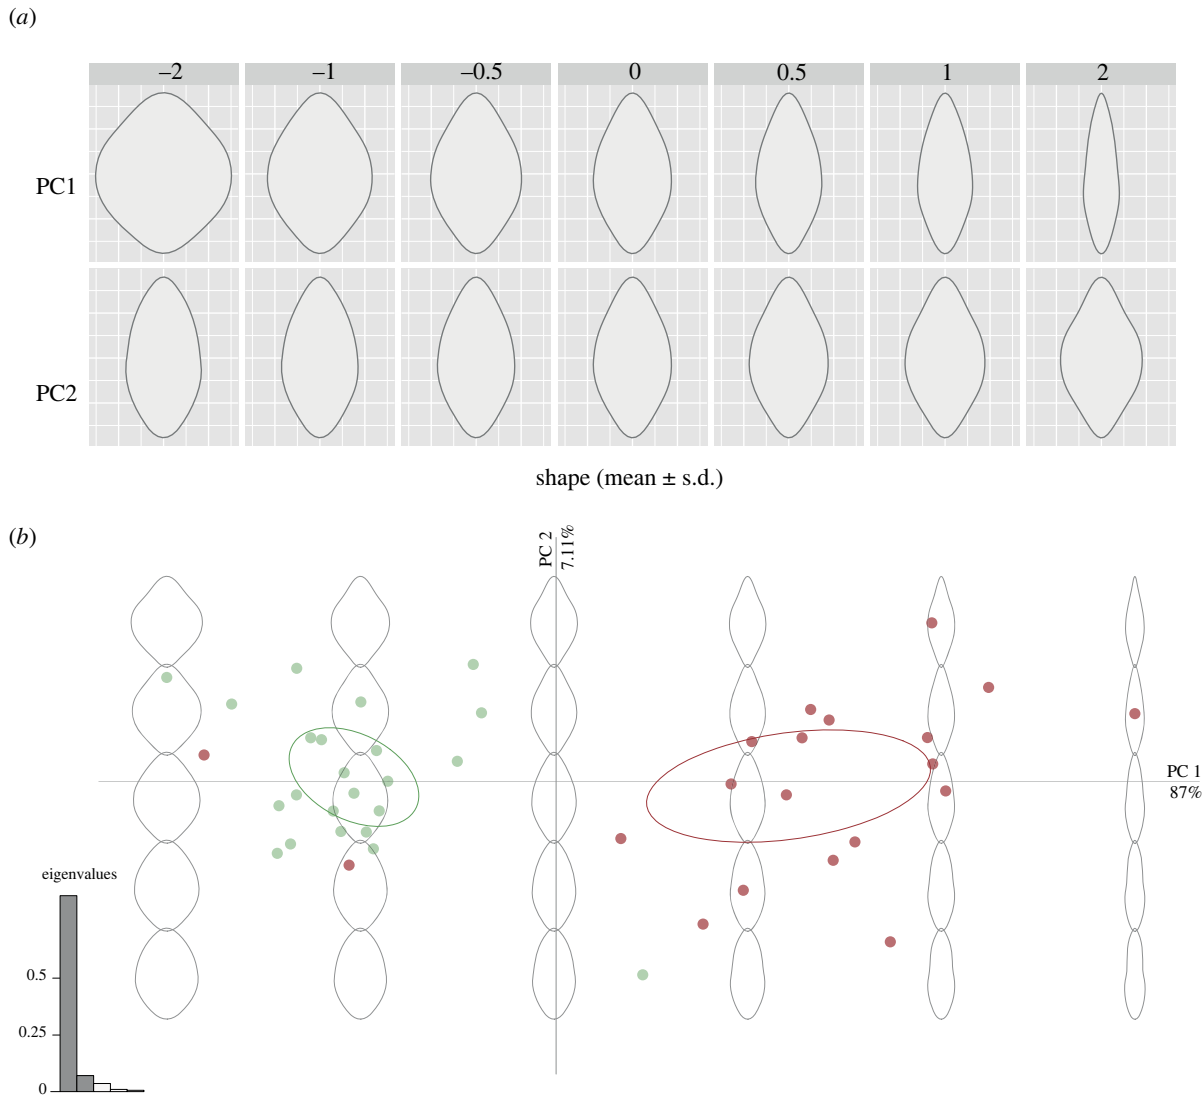 (a)
–2 –1 –0.5 0 0.5 1 2
PC1
PC2
shape (mean ± s.d.)
(b)
PC 2
7.11%
PC 1
87%
eigenvalues
0.5
0.25
0